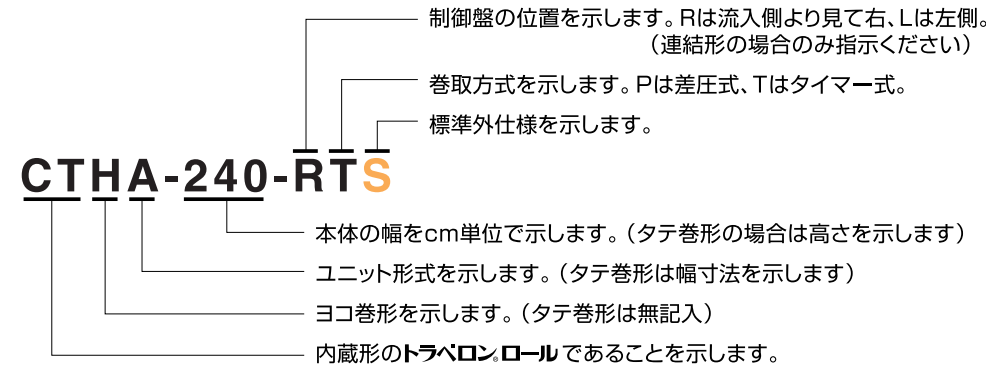 制御盤の位置を示します。Rは流入側より見て右、Lは左側。
（連結形の場合のみ指示ください）
巻取方式を示します。Pは差圧式、Tはタイマー式。
標準外仕様を示します。
CTHA-240-RTS
本体の幅をcm単位で示します。（タテ巻形の場合は高さを示します）
ユニット形式を示します。（タテ巻形は幅寸法を示します）
ヨコ巻形を示します。（タテ巻形は無記入）
内蔵形のトラベロン®ロールであることを示します。